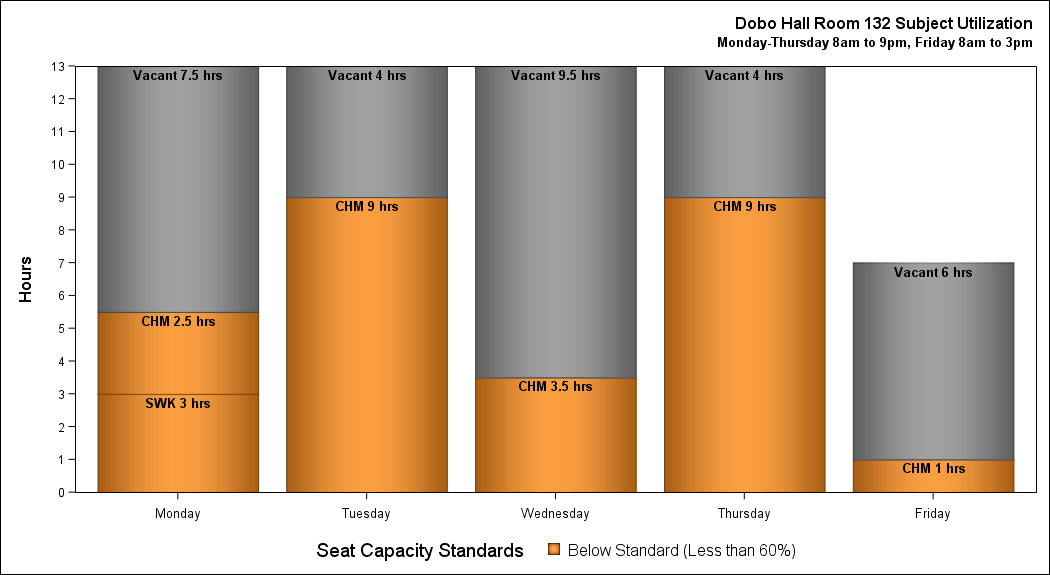 Dobo Hall Room 132 Subject Utilization
Monday-Thursday 8am to 9pm, Friday 8am to 3pm
Hours
13
12
11
10
9
8
7
6
5
4
3
2
1
0
Vacant 7.5 hrs
CHM 2.5 hrs
SWK 3 hrs
Vacant 4 hrs
CHM 9 hrs
Vacant 9.5 hrs
CHM 3.5 hrs
Vacant 4 hrs
CHM 9 hrs
Vacant 6 hrs
CHM 1 hrs
Monday Tuesday Wednesday Thursday Friday
Seat Capacity Standards Below Standard (Less than 60%)